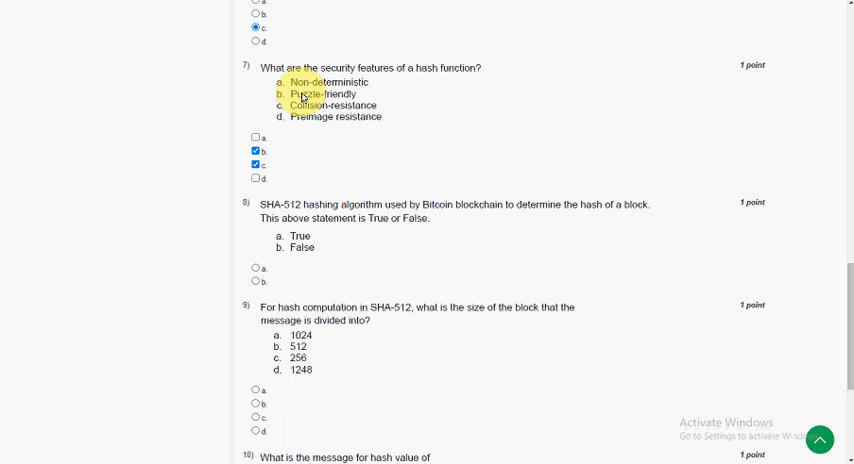 a.
b.
c.
d.
7) What are the security features of a hash function? 1 point
a. Non-deterministic
b. Puzzle-friendly
c. Collision-resistance
d. Preimage resistance
a.
b.
c.
d.
8) SHA-512 hashing algorithm used by Bitcoin blockchain to determine the hash of a block. 1 point
This above statement is True or False.
a. True
b. False
a.
b.
9) For hash computation in SHA-512, what is the size of the block that the 1 point
message is divided into?
a. 1024
b. 512
c. 256
d. 1248
a.
b.
c.
d.
Activate Windows
Go to Settings to activate Windows
10) What is the message for hash value of 1 point